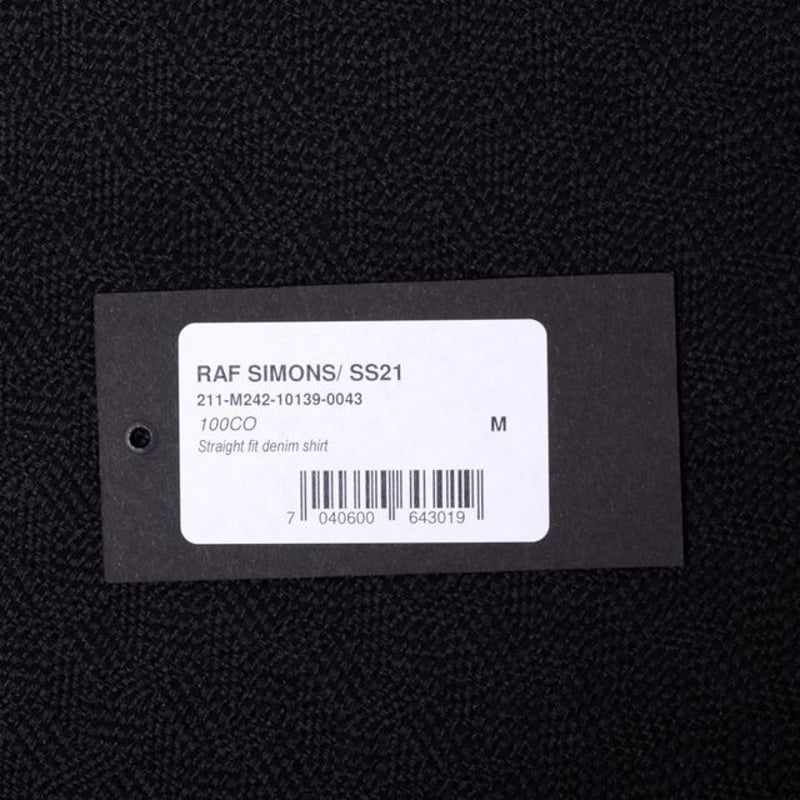 RAF SIMONS/ SS21
211-M242-10139-0043
100CO
M
Straight fit denim shirt
7 040600 643019